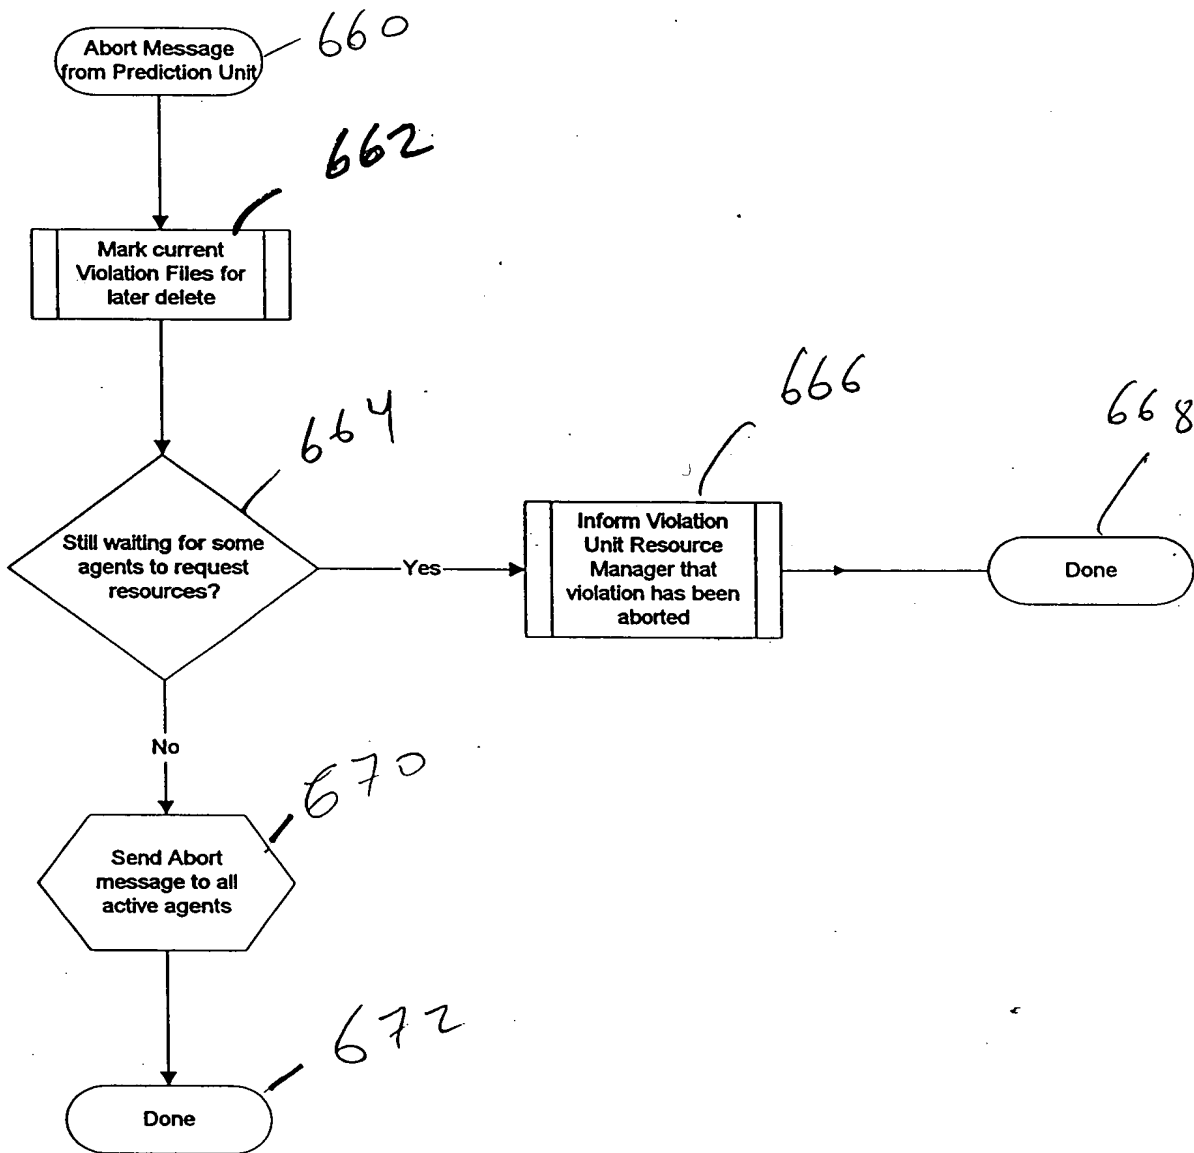 Abort Message
from Prediction Unit
660
662
Mark current
Violation Files for
later delete
664
Still waiting for some
agents to request
resources?
Yes
666
Inform Violation
Unit Resource
Manager that
violation has been
aborted
668
Done
No
670
Send Abort
message to all
active agents
672
Done